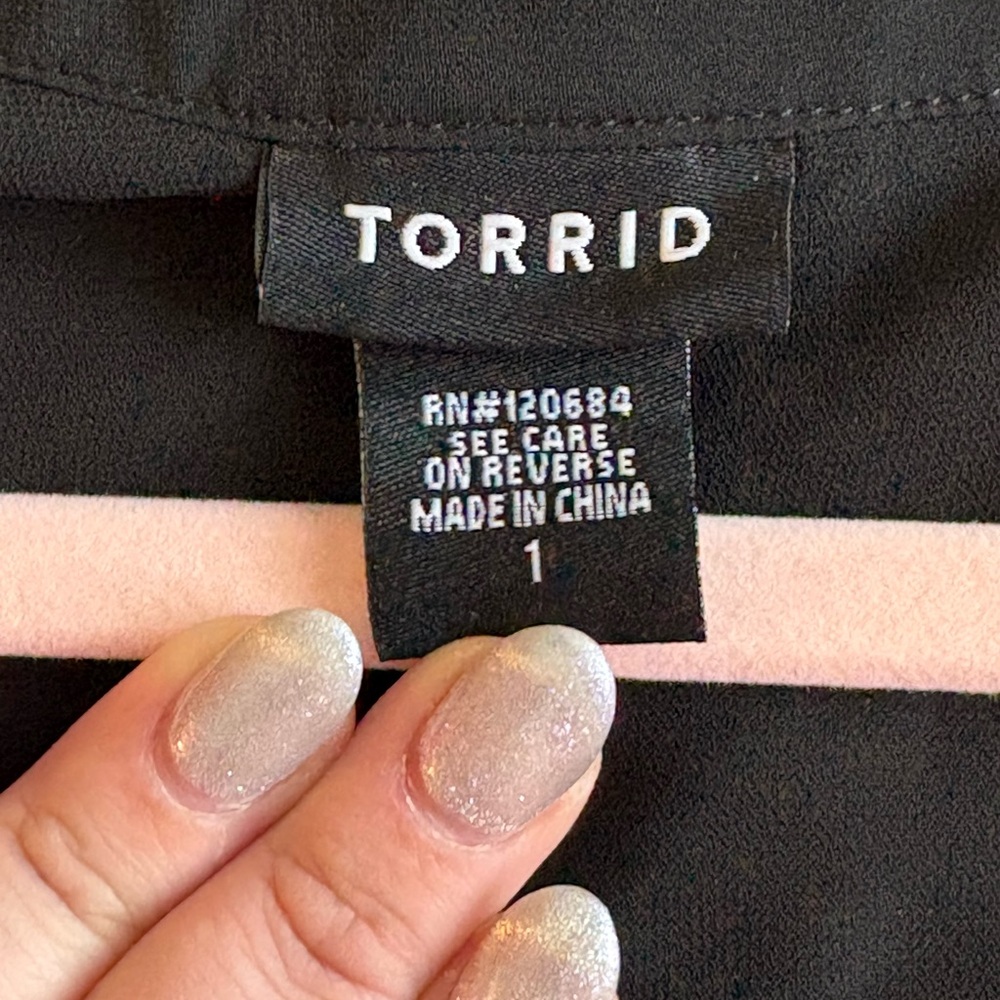 TORRID
RN#120684
SEE CARE
ON REVERSE
MADE IN CHINA
1